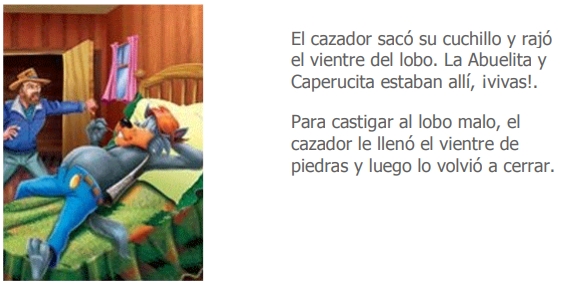 El cazador sacó su cuchillo y rajó
el vientre del lobo. La Abuelita y
Caperucita estaban allí, ¡vivas!.
Para castigar al lobo malo, el
cazador le llenó el vientre de
piedras y luego lo volvió a cerrar.